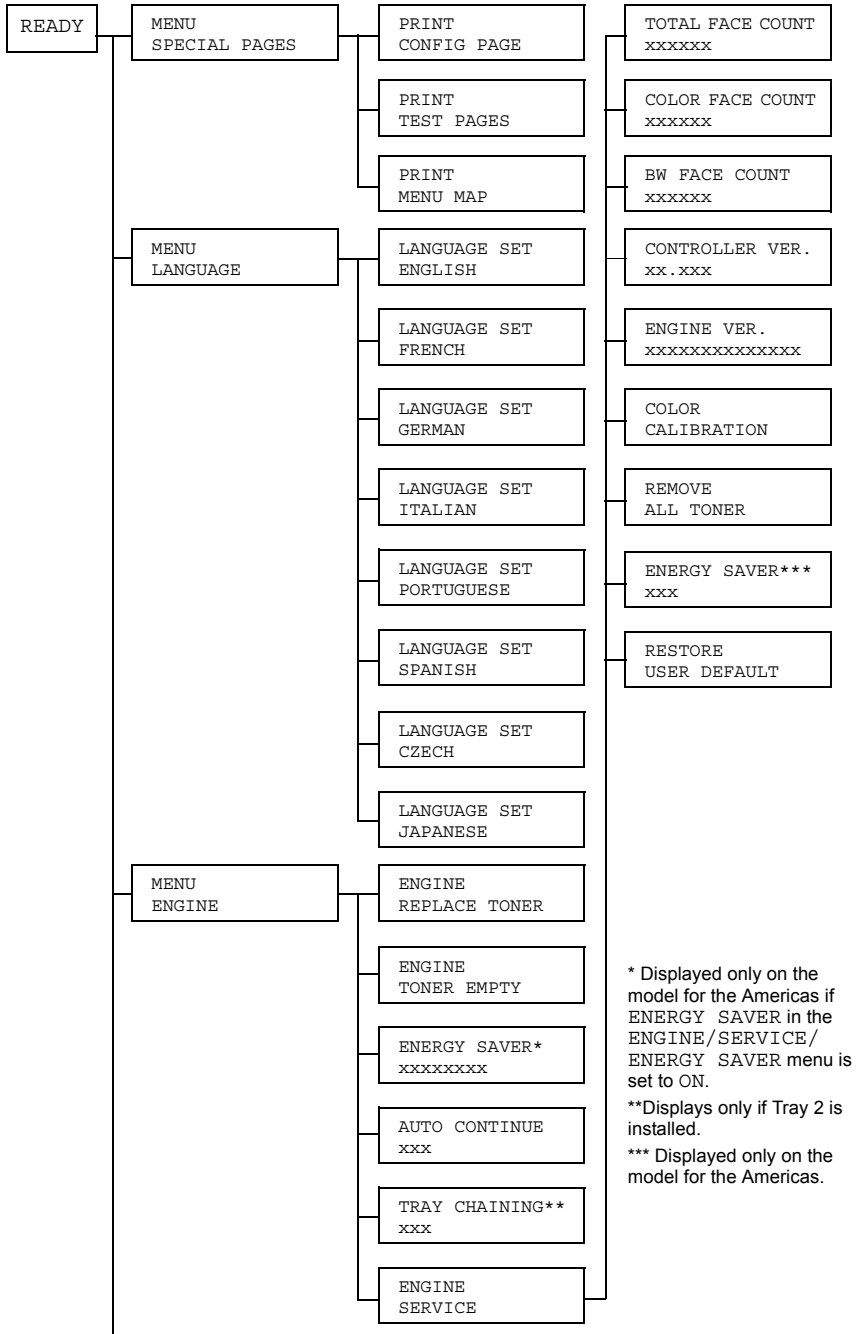 READY
MENU
SPECIAL PAGES
PRINT
CONFIG PAGE
PRINT
TEST PAGES
PRINT
MENU MAP
MENU
LANGUAGE
LANGUAGE SET
ENGLISH
LANGUAGE SET
FRENCH
LANGUAGE SET
GERMAN
LANGUAGE SET
ITALIAN
LANGUAGE SET
PORTUGUESE
LANGUAGE SET
SPANISH
LANGUAGE SET
CZECH
LANGUAGE SET
JAPANESE
MENU
ENGINE
ENGINE
REPLACE TONER
ENGINE
TONER EMPTY
ENERGY SAVER*
xxxxxxxx
AUTO CONTINUE
xxx
TRAY CHAINING**
xxx
ENGINE
SERVICE
TOTAL FACE COUNT
xxxxxx
COLOR FACE COUNT
xxxxxx
BW FACE COUNT
xxxxxx
CONTROLLER VER.
xx.xxx
ENGINE VER.
xxxxxxxxxxxxxx
COLOR
CALIBRATION
REMOVE
ALL TONER
ENERGY SAVER***
xxx
RESTORE
USER DEFAULT
* Displayed only on the
model for the Americas if
ENERGY SAVER in the
ENGINE/SERVICE/
ENERGY SAVER menu is
set to ON.
**Displays only if Tray 2 is
installed.
*** Displayed only on the
model for the Americas.